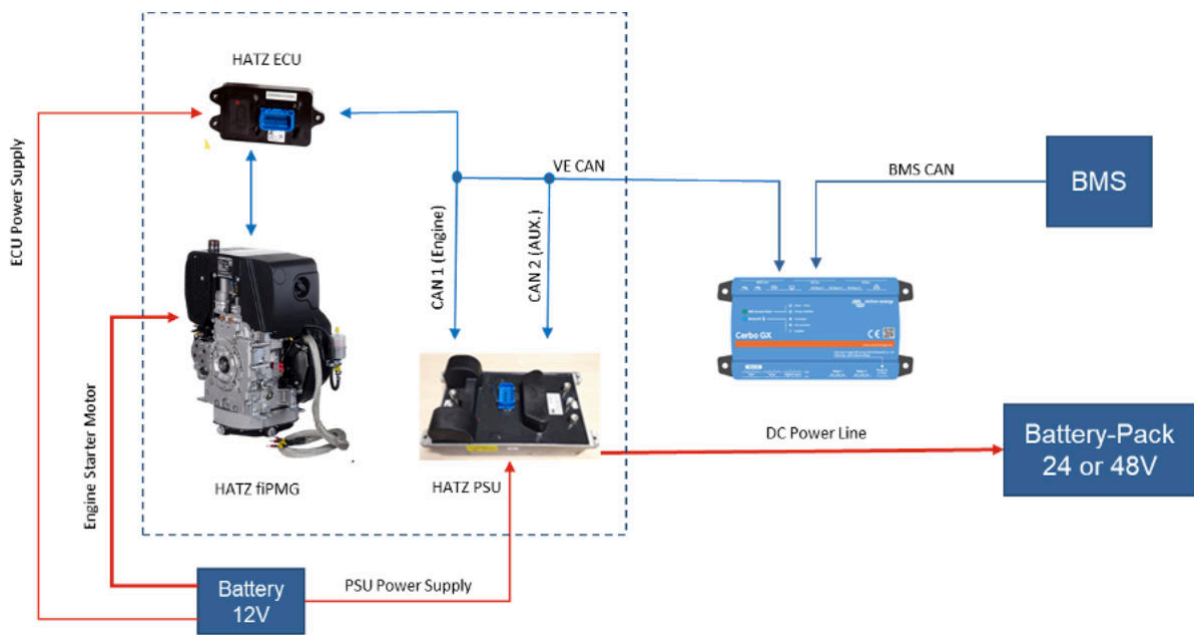 HATZ ECU
ECU Power Supply
VE CAN
BMS CAN
BMS
CAN 1 (Engine)
CAN 2 (AUX.)
Cerbo GX
Engine Starter Motor
HATZ fiPMG
HATZ PSU
DC Power Line
Battery-Pack
24 or 48V
Battery
12V
PSU Power Supply